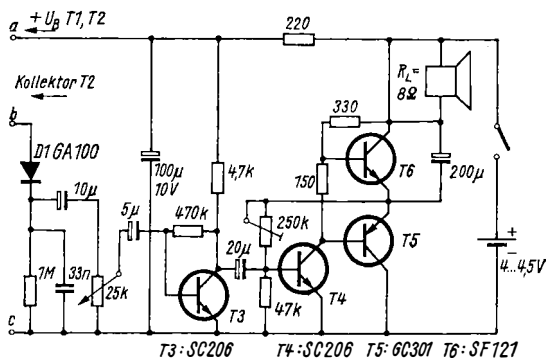 a
+ U_B T1, T2
220
Kollektor T2
b
R_L =
8Ω
330
D1 GA100
100µ
10V
4,7k
T6
200µ
10µ
5µ
470k
150
250k
T5
+
−
4...4,5V
1M
33n
25k
20µ
T3
47k
T4
c
T3: SC206
T4: SC206
T5: GC301
T6: SF121